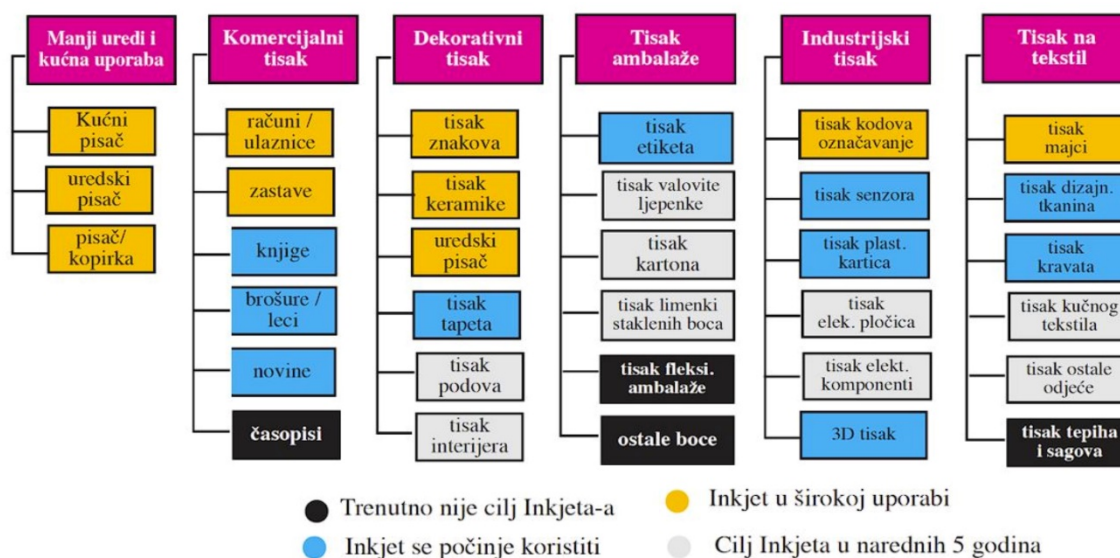 Manji uredi i
kućna uporaba
Kućni
pisač
uredski
pisač
pisač/
kopirka
Komercijalni
tisak
računi /
ulaznice
zastave
knjige
brošure /
leci
novine
časopisi
Dekorativni
tisak
tisak
znakova
tisak
keramike
uredski
pisač
tisak
tapeta
tisak
podova
tisak
interijera
Tisak
ambalaže
tisak
etiketa
tisak valovite
ljepenke
tisak
kartona
tisak limenki
staklenih boca
tisak fleksi.
ambalaže
ostale boce
Industrijski
tisak
tisak kodova
označavanje
tisak senzora
tisak plast.
kartica
tisak
elek. pločica
tisak elekt.
komponenti
3D tisak
Tisak na
tekstil
tisak
majci
tisak dizajn.
tkanina
tisak
kravata
tisak kučnog
tekstila
tisak ostale
odjeće
tisak tepiha
i sagova
Trenutno nije cilj Inkjeta-a
Inkjet u širokoj uporabi
Inkjet se počinje koristiti
Cilj Inkjeta u narednih 5 godina